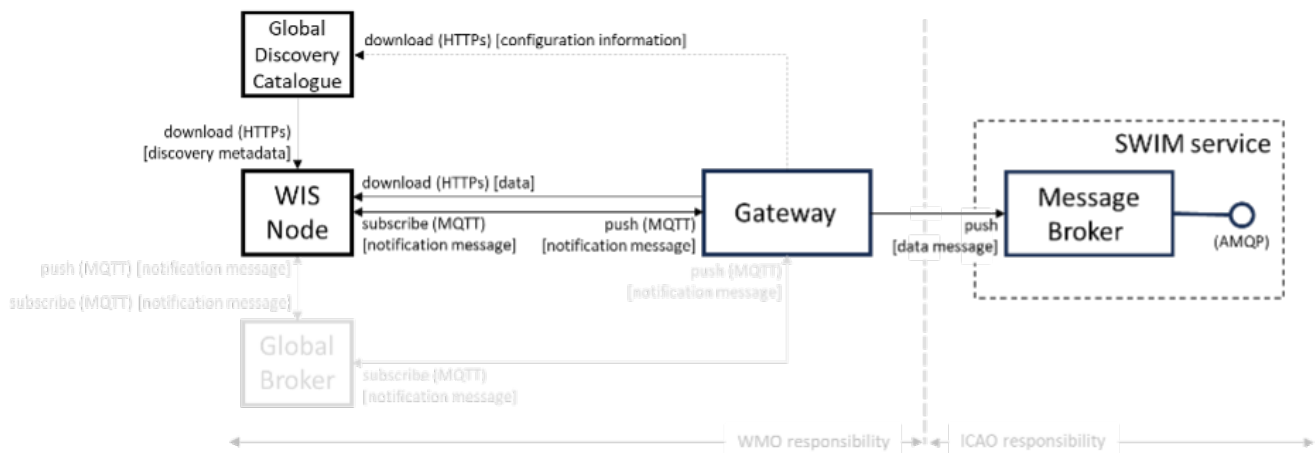 Global
Discovery
Catalogue
download (HTTPs) [configuration information]
download (HTTPs)
[discovery metadata]
SWIM service
WIS
Node
download (HTTPs) [data]
subscribe (MQTT)
[notification message]
push (MQTT)
[notification message]
Gateway
push
[data message]
Message
Broker
(AMQP)
push (MQTT) [notification message]
subscribe (MQTT) [notification message]
push (MQTT)
[notification message]
Global
Broker
subscribe (MQTT)
[notification message]
WMO responsibility
ICAO responsibility